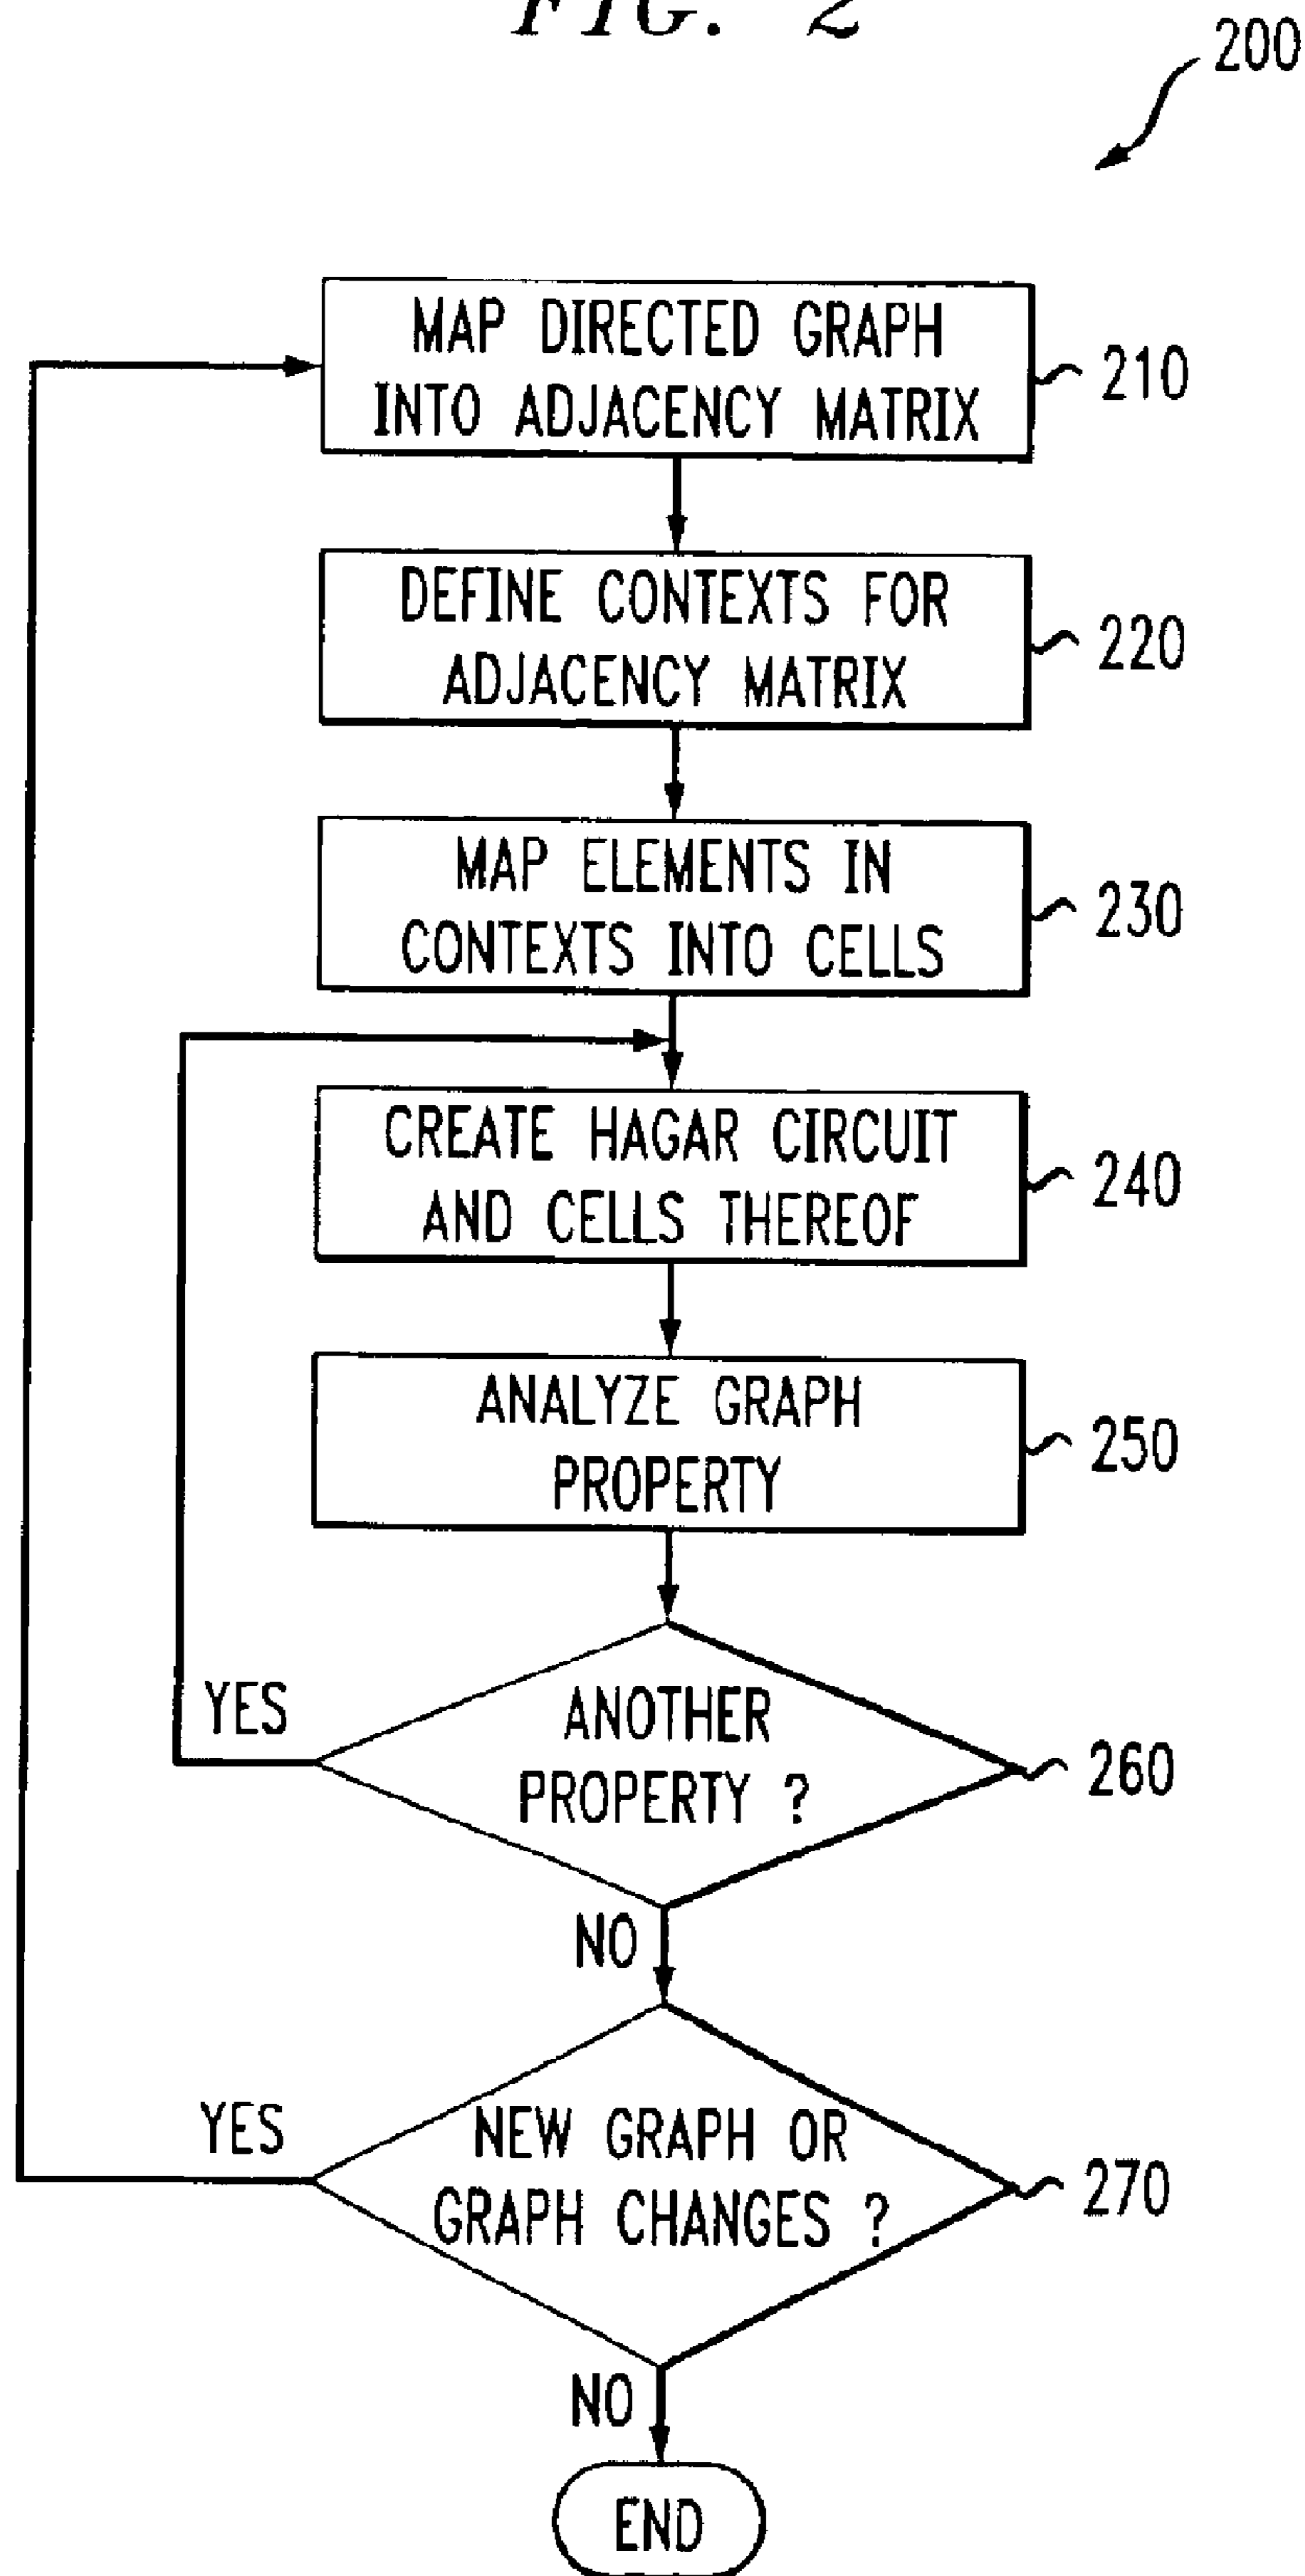 FIG. 2
200
MAP DIRECTED GRAPH
INTO ADJACENCY MATRIX
210
DEFINE CONTEXTS FOR
ADJACENCY MATRIX
220
MAP ELEMENTS IN
CONTEXTS INTO CELLS
230
CREATE HAGAR CIRCUIT
AND CELLS THEREOF
240
ANALYZE GRAPH
PROPERTY
250
YES
ANOTHER
PROPERTY ?
260
NO
YES
NEW GRAPH OR
GRAPH CHANGES ?
270
NO
END